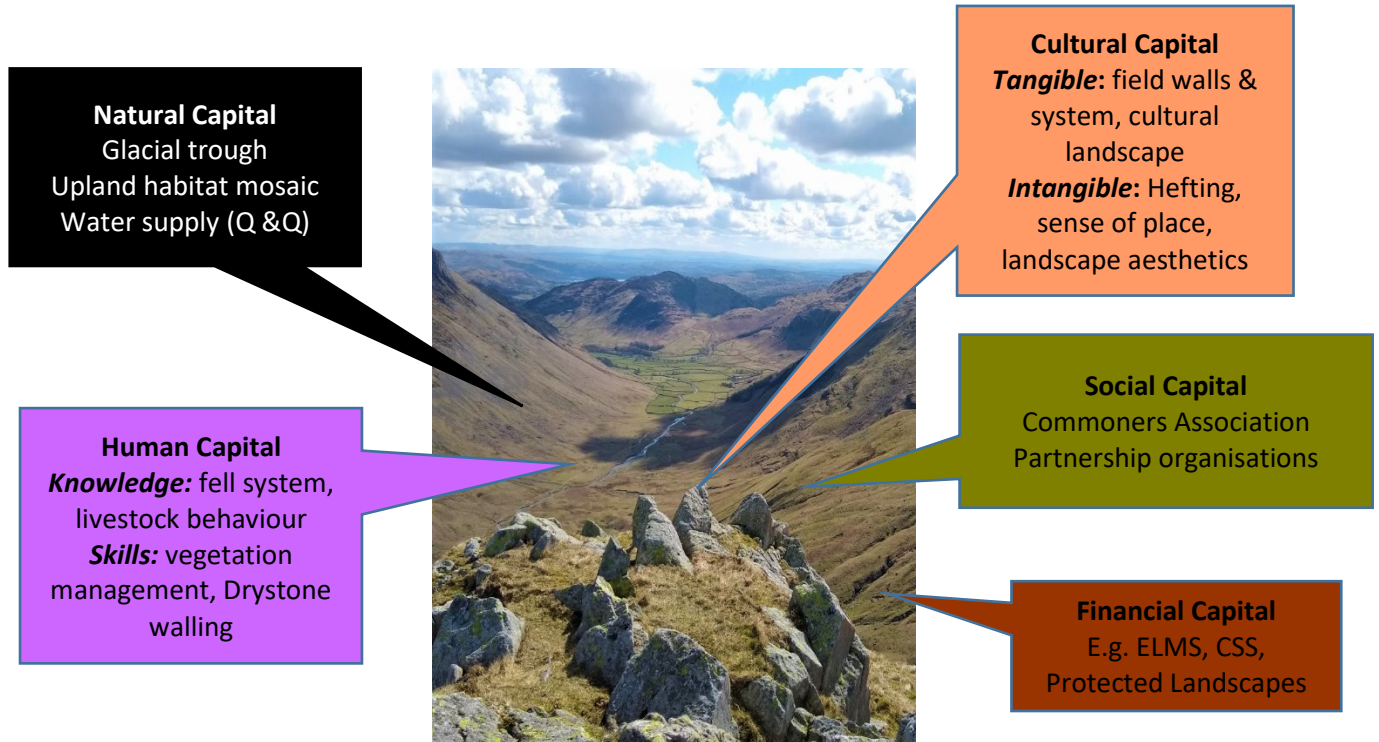 Natural Capital
Glacial trough
Upland habitat mosaic
Water supply (Q &Q)
Human Capital
Knowledge: fell system,
livestock behaviour
Skills: vegetation
management, Drystone
walling
Cultural Capital
Tangible: field walls &
system, cultural
landscape
Intangible: Hefting,
sense of place,
landscape aesthetics
Social Capital
Commoners Association
Partnership organisations
Financial Capital
E.g. ELMS, CSS,
Protected Landscapes